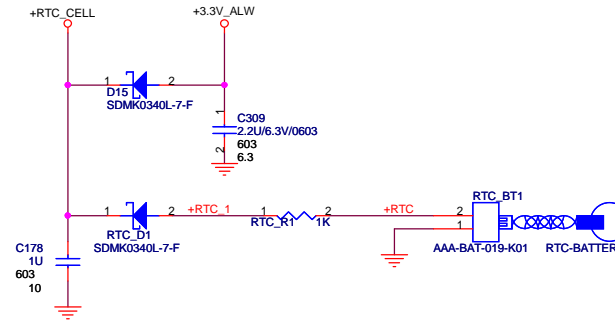 +RTC_CELL
+3.3V_ALW
1
2
D15
SDMK0340L-7-F
1
C309
2.2U/6.3V/0603
603
2
6.3
RTC_BT1
1
2
+RTC_1
1
2
+RTC
2
1
RTC_D1
SDMK0340L-7-F
RTC_R1
1K
AAA-BAT-019-K01
RTC-BATTER
C178
1U
603
10